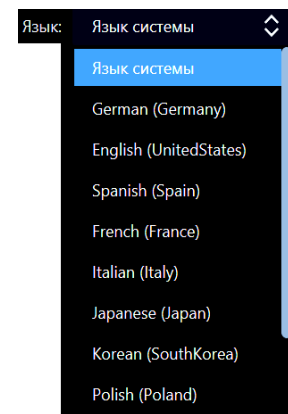 Язык: Язык системы
Язык системы
German (Germany)
English (UnitedStates)
Spanish (Spain)
French (France)
Italian (Italy)
Japanese (Japan)
Korean (SouthKorea)
Polish (Poland)